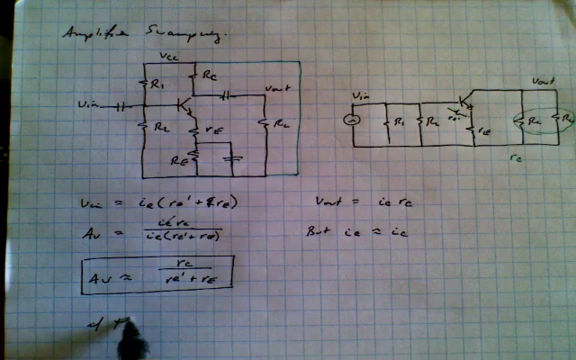 Amplifier Swamping.
Vcc
R1
RC
Vout
Vin
R2
rE
RL
RE
Vin
Vout
R1
R2
re'
rE
RC
RL
rc
Vin = ie(re' + rE)
Vout = ic rc
Av = ic rc / ie(re' + rE)
But ie ≈ ic
Av ≈ rc / re' + rE
if